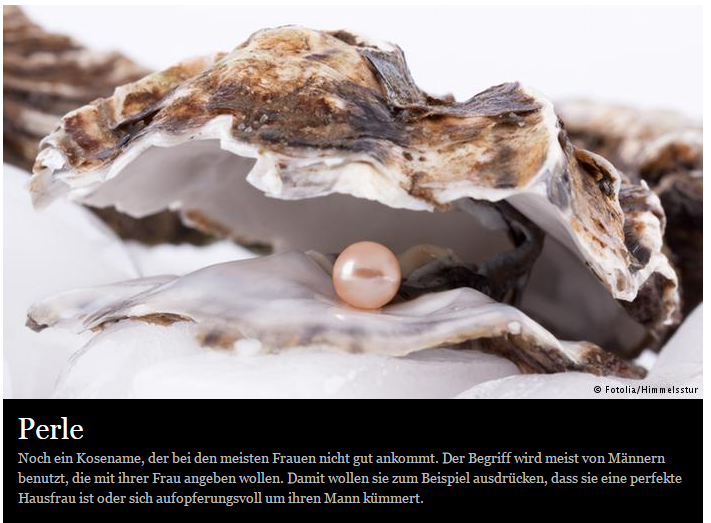 © Fotolia/Himmelsstur
Perle
Noch ein Kosename, der bei den meisten Frauen nicht gut ankommt. Der Begriff wird meist von Männern
benutzt, die mit ihrer Frau angeben wollen. Damit wollen sie zum Beispiel ausdrücken, dass sie eine perfekte
Hausfrau ist oder sich aufopferungsvoll um ihren Mann kümmert.